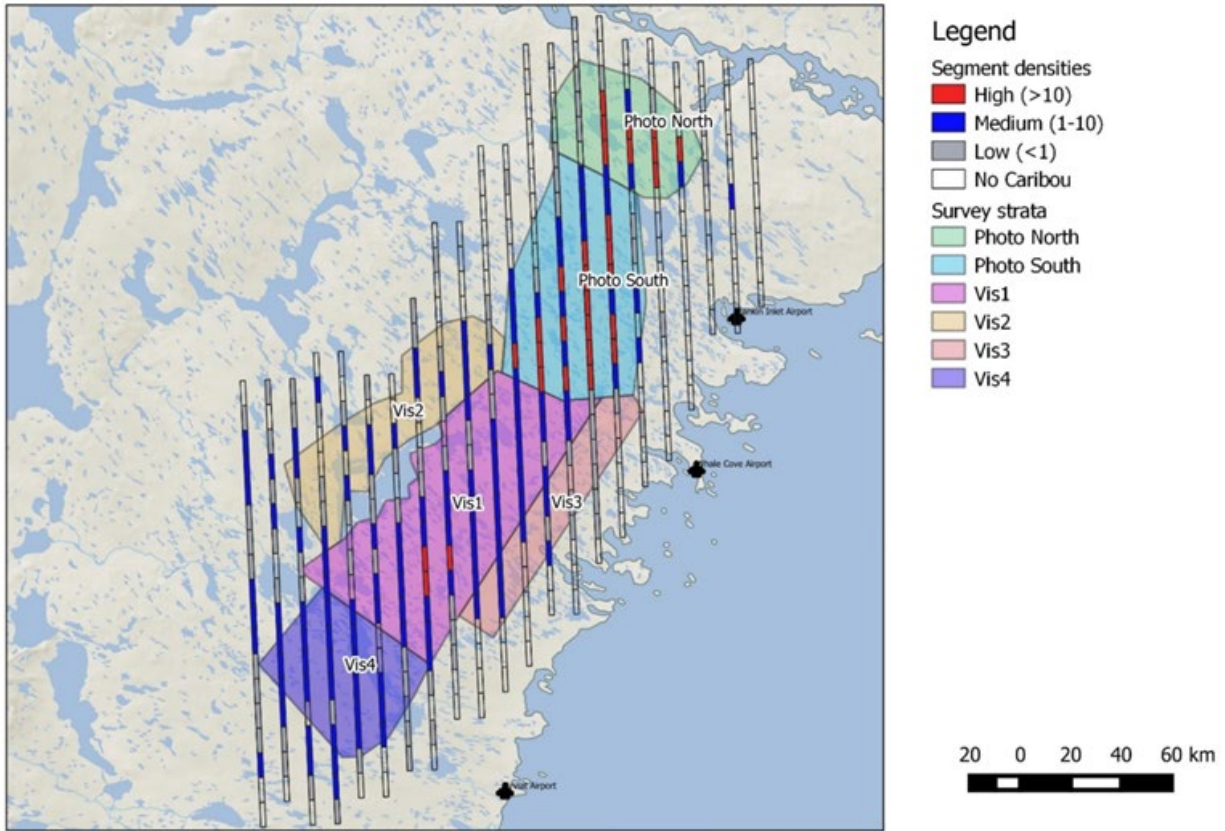 Legend
Segment densities
High (>10)
Medium (1-10)
Low (<1)
No Caribou
Survey strata
Photo North
Photo South
Vis1
Vis2
Vis3
Vis4
Photo North
Photo South
Inlet Airport
Vis2
Cove Airport
Vis1
Vis3
Vis4
Airport
20 0 20 40 60 km